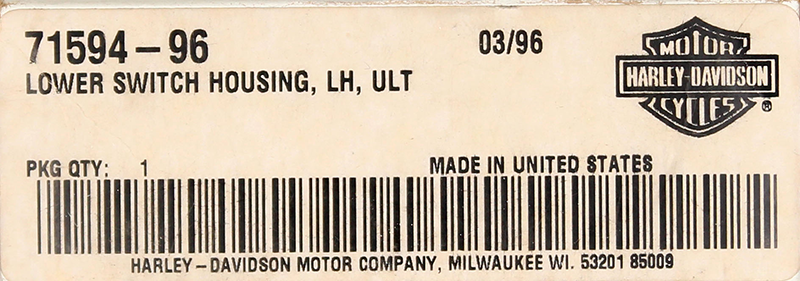 71594-96 03/96
LOWER SWITCH HOUSING, LH, ULT
MOTOR
HARLEY-DAVIDSON
CYCLES ®
PKG QTY: 1 MADE IN UNITED STATES
HARLEY-DAVIDSON MOTOR COMPANY, MILWAUKEE WI. 53201 85009